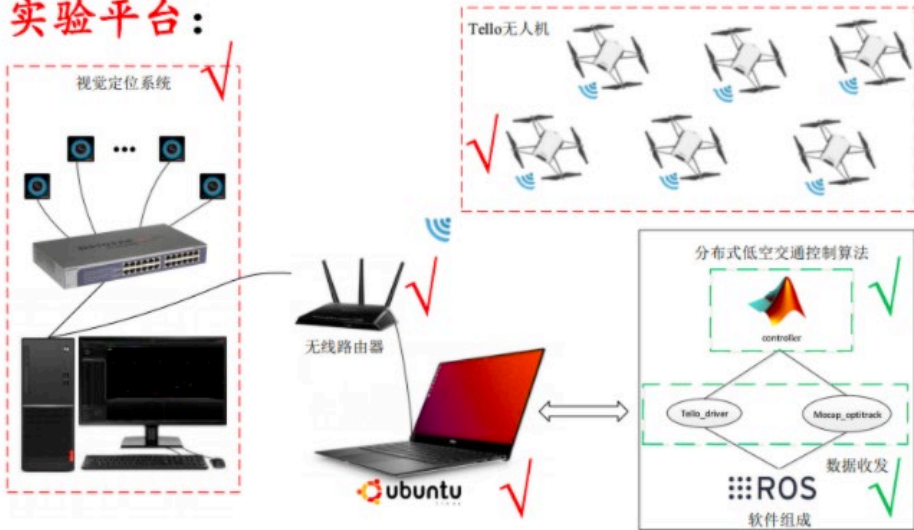 实验平台：
视觉定位系统
Tello无人机
无线路由器
ubuntu
分布式低空交通控制算法
controller
Tello_driver
Mocap_optitrack
数据收发
ROS
软件组成